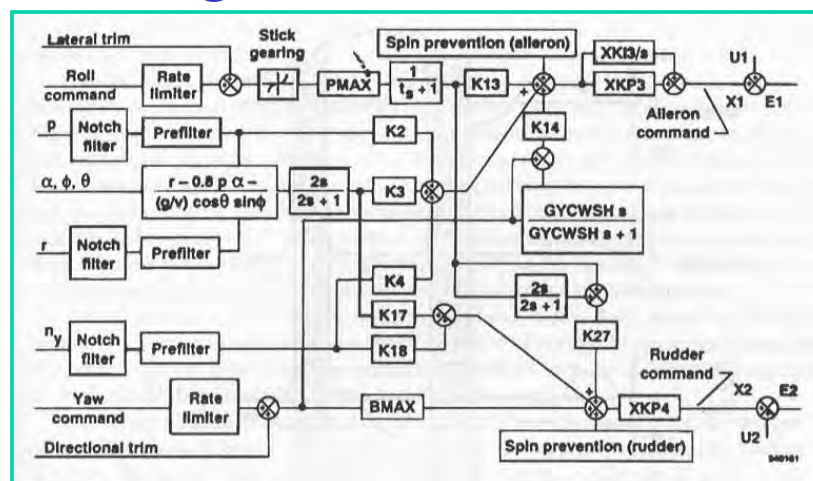 Lateral trim
Stick
gearing
Spin prevention (aileron)
XKI3/s
U1
Roll
command
Rate
limiter
PMAX
1
ts + 1
K13
+
XKP3
X1
E1
Aileron
command
p
Notch
filter
Prefilter
K2
K14
α, ϕ, θ
r – 0.8 p α –
(g/v) cosθ sinϕ
2s
2s + 1
K3
GYCWSH s
GYCWSH s + 1
r
Notch
filter
Prefilter
K4
2s
2s + 1
K17
K27
ny
Notch
filter
Prefilter
K18
Rudder
command
X2
E2
Yaw
command
Rate
limiter
BMAX
+
XKP4
U2
Directional trim
Spin prevention (rudder)
940161